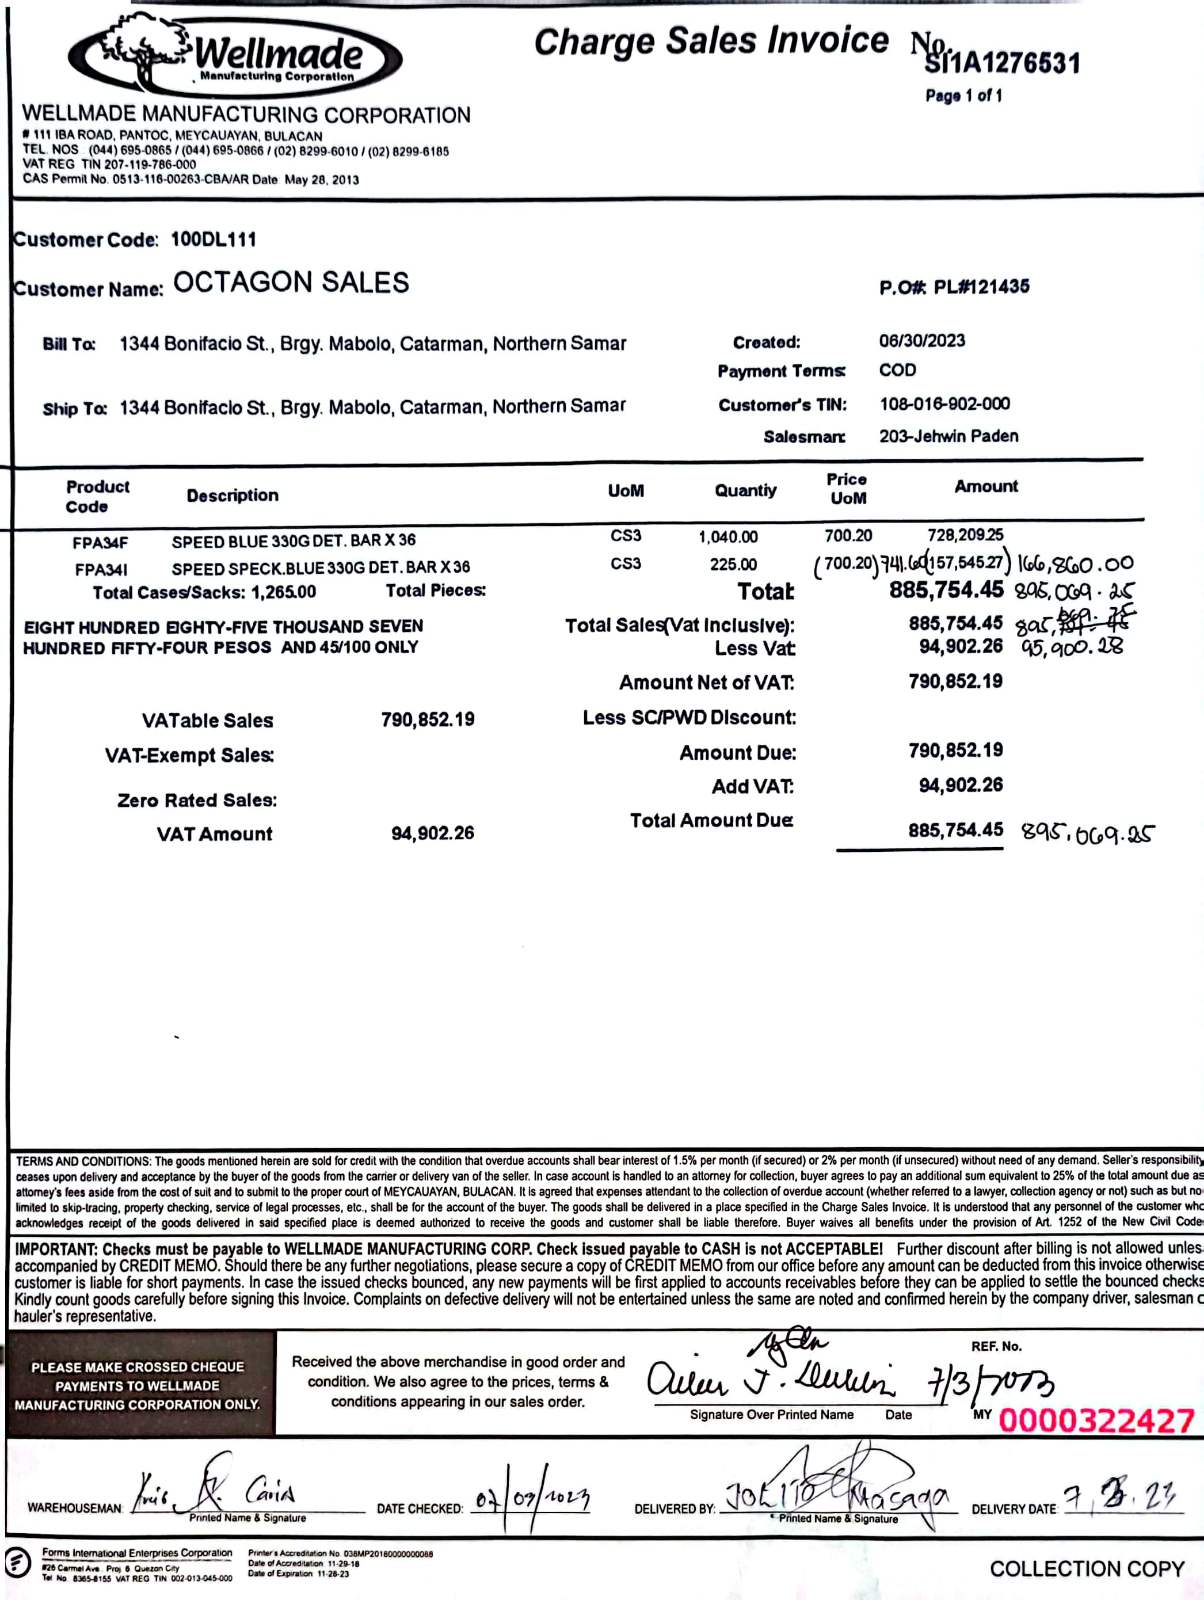 Wellmade
Manufacturing Corporation
Charge Sales Invoice No. SI1A1276531
Page 1 of 1
WELLMADE MANUFACTURING CORPORATION
# 111 IBA ROAD, PANTOC, MEYCAUAYAN, BULACAN
TEL. NOS (044) 695-0865 / (044) 695-0866 / (02) 8299-6010 / (02) 8299-6185
VAT REG TIN 207-119-786-000
CAS Permit No. 0513-116-00263-CBA/AR Date May 28, 2013
Customer Code: 100DL111
Customer Name: OCTAGON SALES
P.O#: PL#121435
Bill To: 1344 Bonifacio St., Brgy. Mabolo, Catarman, Northern Samar
Created: 06/30/2023
Payment Terms: COD
Ship To: 1344 Bonifacio St., Brgy. Mabolo, Catarman, Northern Samar
Customer's TIN: 108-016-902-000
Salesman: 203-Jehwin Paden
Product Code Description UoM Quantiy Price UoM Amount
FPA34F SPEED BLUE 330G DET. BAR X 36 CS3 1,040.00 700.20 728,209.25
FPA34I SPEED SPECK.BLUE 330G DET. BAR X 36 CS3 225.00 (700.20) 741.60 (157,545.27) 166,860.00
Total Cases/Sacks: 1,265.00 Total Pieces: Total: 885,754.45 895,069.25
EIGHT HUNDRED EIGHTY-FIVE THOUSAND SEVEN
HUNDRED FIFTY-FOUR PESOS AND 45/100 ONLY
Total Sales(Vat Inclusive): 885,754.45 895,069.25
Less Vat: 94,902.26 95,900.28
Amount Net of VAT: 790,852.19
VATable Sales 790,852.19 Less SC/PWD Discount:
VAT-Exempt Sales: Amount Due: 790,852.19
Zero Rated Sales: Add VAT: 94,902.26
VAT Amount 94,902.26 Total Amount Due: 885,754.45 895,069.25
TERMS AND CONDITIONS: The goods mentioned herein are sold for credit with the condition that overdue accounts shall bear interest of 1.5% per month (if secured) or 2% per month (if unsecured) without need of any demand. Seller's responsibility
ceases upon delivery and acceptance by the buyer of the goods from the carrier or delivery van of the seller. In case account is handled to an attorney for collection, buyer agrees to pay an additional sum equivalent to 25% of the total amount due as
attorney's fees aside from the cost of suit and to submit to the proper court of MEYCAUAYAN, BULACAN. It is agreed that expenses attendant to the collection of overdue account (whether referred to a lawyer, collection agency or not) such as but no
limited to skip-tracing, property checking, service of legal processes, etc., shall be for the account of the buyer. The goods shall be delivered in a place specified in the Charge Sales Invoice. It is understood that any personnel of the customer who
acknowledges receipt of the goods delivered in said specified place is deemed authorized to receive the goods and customer shall be liable therefore. Buyer waives all benefits under the provision of Art. 1252 of the New Civil Code
IMPORTANT: Checks must be payable to WELLMADE MANUFACTURING CORP. Check issued payable to CASH is not ACCEPTABLE! Further discount after billing is not allowed unles
accompanied by CREDIT MEMO. Should there be any further negotiations, please secure a copy of CREDIT MEMO from our office before any amount can be deducted from this invoice otherwise
customer is liable for short payments. In case the issued checks bounced, any new payments will be first applied to accounts receivables before they can be applied to settle the bounced checks
Kindly count goods carefully before signing this Invoice. Complaints on defective delivery will not be entertained unless the same are noted and confirmed herein by the company driver, salesman o
hauler's representative.
PLEASE MAKE CROSSED CHEQUE
PAYMENTS TO WELLMADE
MANUFACTURING CORPORATION ONLY.
Received the above merchandise in good order and
condition. We also agree to the prices, terms &
conditions appearing in our sales order.
7/3/2023
Signature Over Printed Name Date
REF. No.
MY 0000322427
WAREHOUSEMAN:
Printed Name & Signature
DATE CHECKED: 07/03/2023
DELIVERED BY: JOLITO Masaga
Printed Name & Signature
DELIVERY DATE 7, 3. 23
Forms International Enterprises Corporation
#26 Carmel Ave. Proj. 6 Quezon City
Tel No. 8365-8155 VAT REG TIN 002-013-045-000
Printer's Accreditation No. 038MP20180000000088
Date of Accreditation 11-29-18
Date of Expiration 11-28-23
COLLECTION COPY